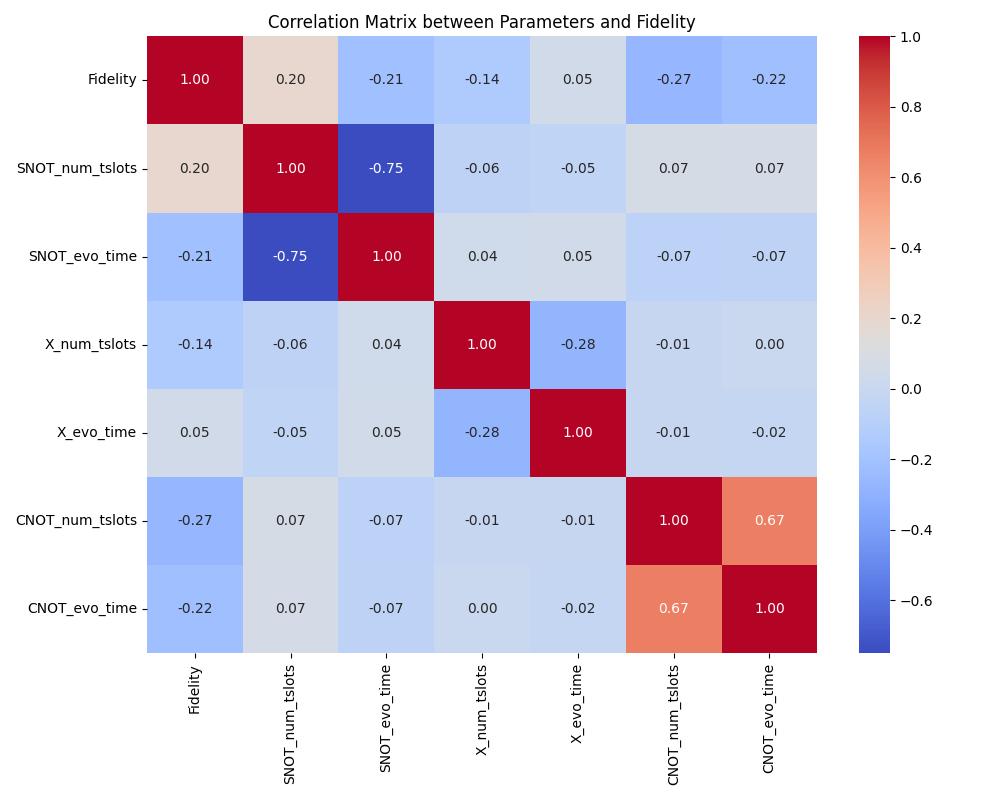 Correlation Matrix between Parameters and Fidelity
Fidelity 1.00 0.20 -0.21 -0.14 0.05 -0.27 -0.22
SNOT_num_tslots 0.20 1.00 -0.75 -0.06 -0.05 0.07 0.07
SNOT_evo_time -0.21 -0.75 1.00 0.04 0.05 -0.07 -0.07
X_num_tslots -0.14 -0.06 0.04 1.00 -0.28 -0.01 0.00
X_evo_time 0.05 -0.05 0.05 -0.28 1.00 -0.01 -0.02
CNOT_num_tslots -0.27 0.07 -0.07 -0.01 -0.01 1.00 0.67
CNOT_evo_time -0.22 0.07 -0.07 0.00 -0.02 0.67 1.00
Fidelity
SNOT_num_tslots
SNOT_evo_time
X_num_tslots
X_evo_time
CNOT_num_tslots
CNOT_evo_time
1.0
0.8
0.6
0.4
0.2
0.0
−0.2
−0.4
−0.6